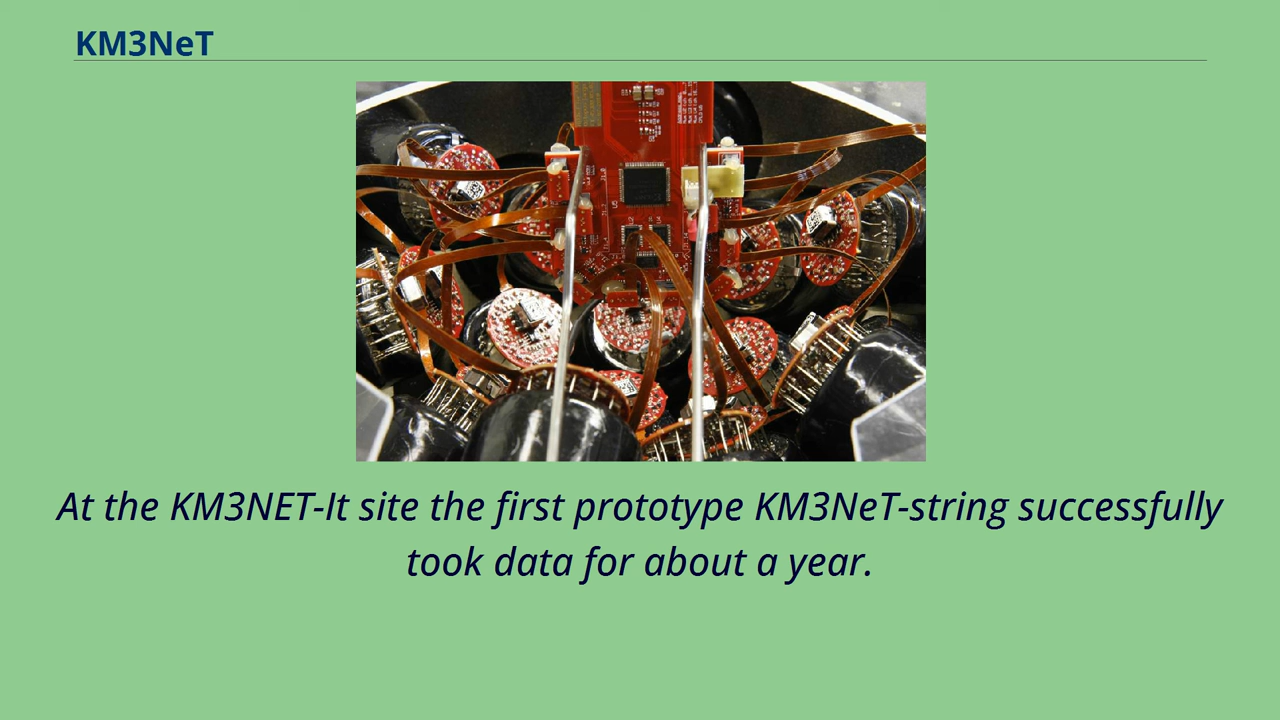 KM3NeT
At the KM3NET-It site the first prototype KM3NeT-string successfully
took data for about a year.